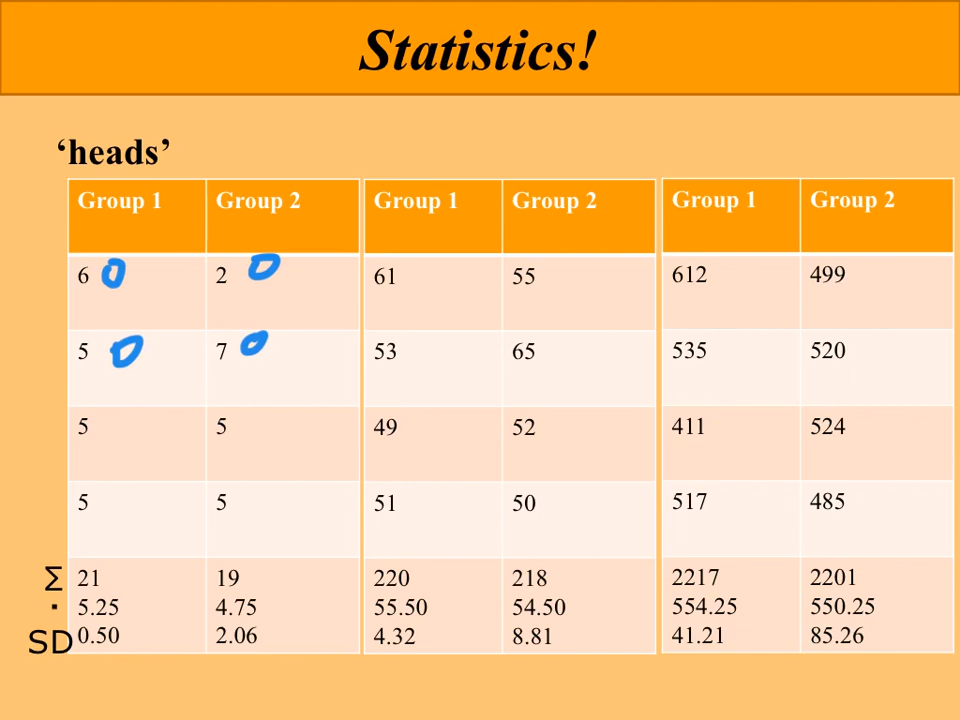 Statistics!
‘heads’
Group 1 Group 2 Group 1 Group 2 Group 1 Group 2
6 2 61 55 612 499
5 7 53 65 535 520
5 5 49 52 411 524
5 5 51 50 517 485
Σ 21 19 220 218 2217 2201
· 5.25 4.75 55.50 54.50 554.25 550.25
SD 0.50 2.06 4.32 8.81 41.21 85.26